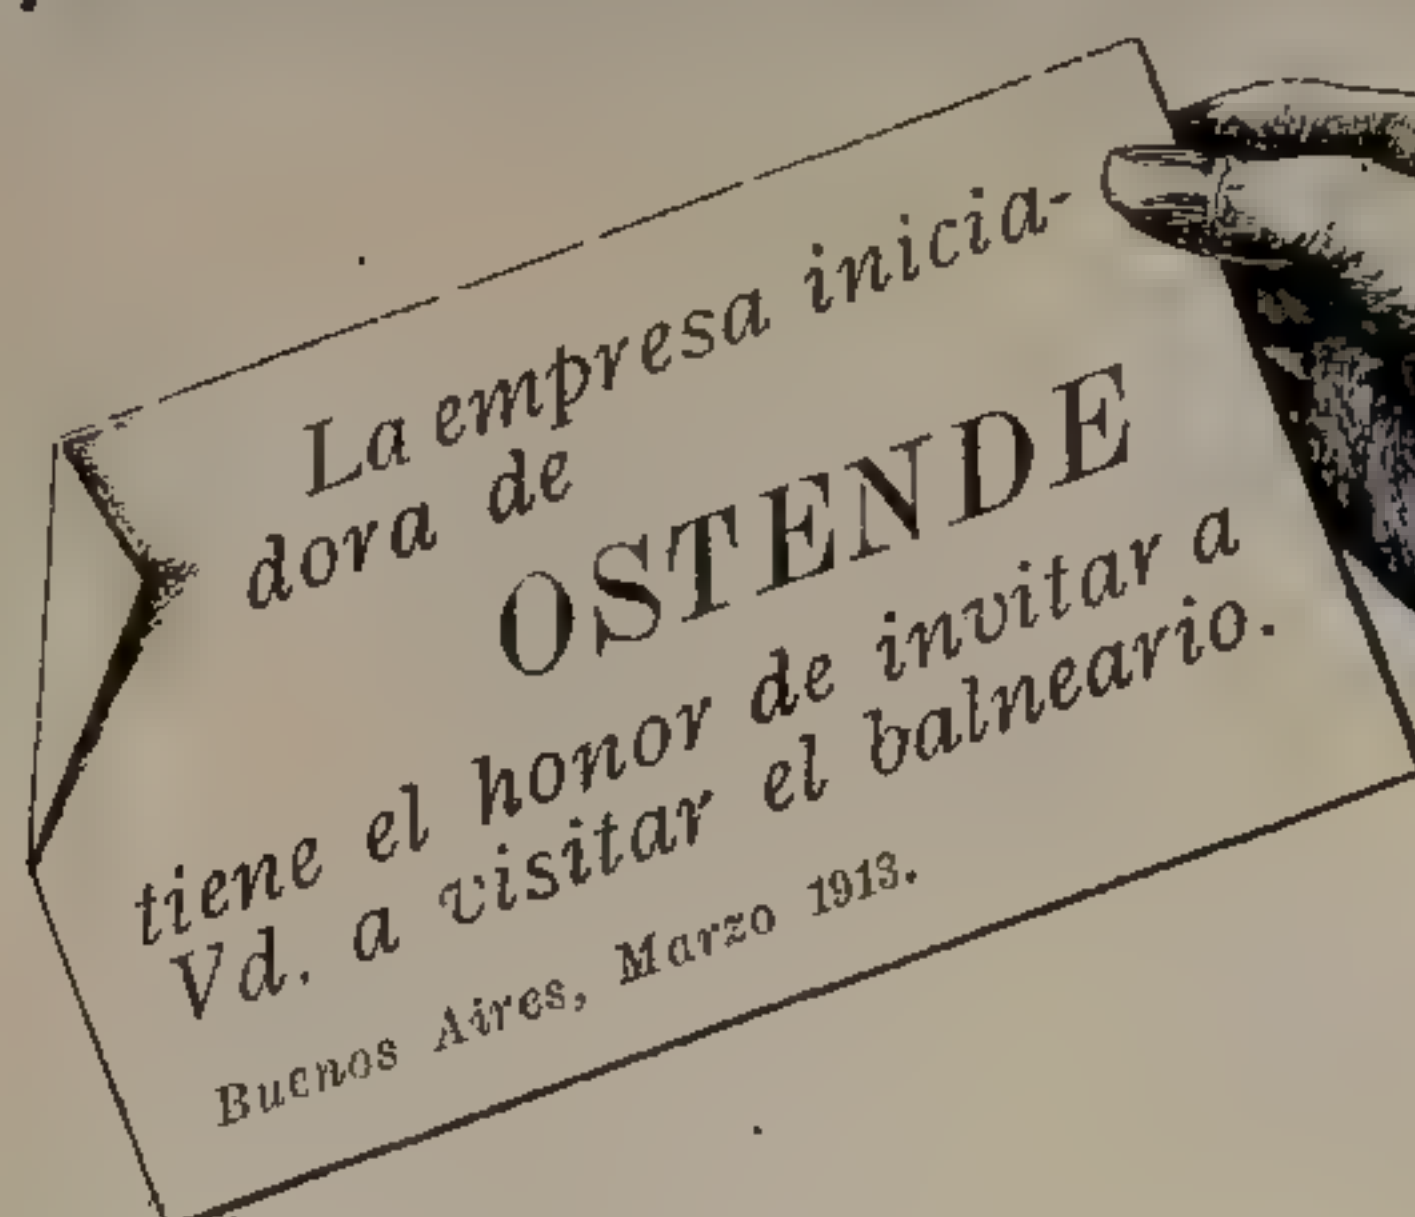 La empresa inicia-
dora de
OSTENDE
tiene el honor de invitar a
Vd. a visitar el balneario.
Buenos Aires, Marzo 1913.